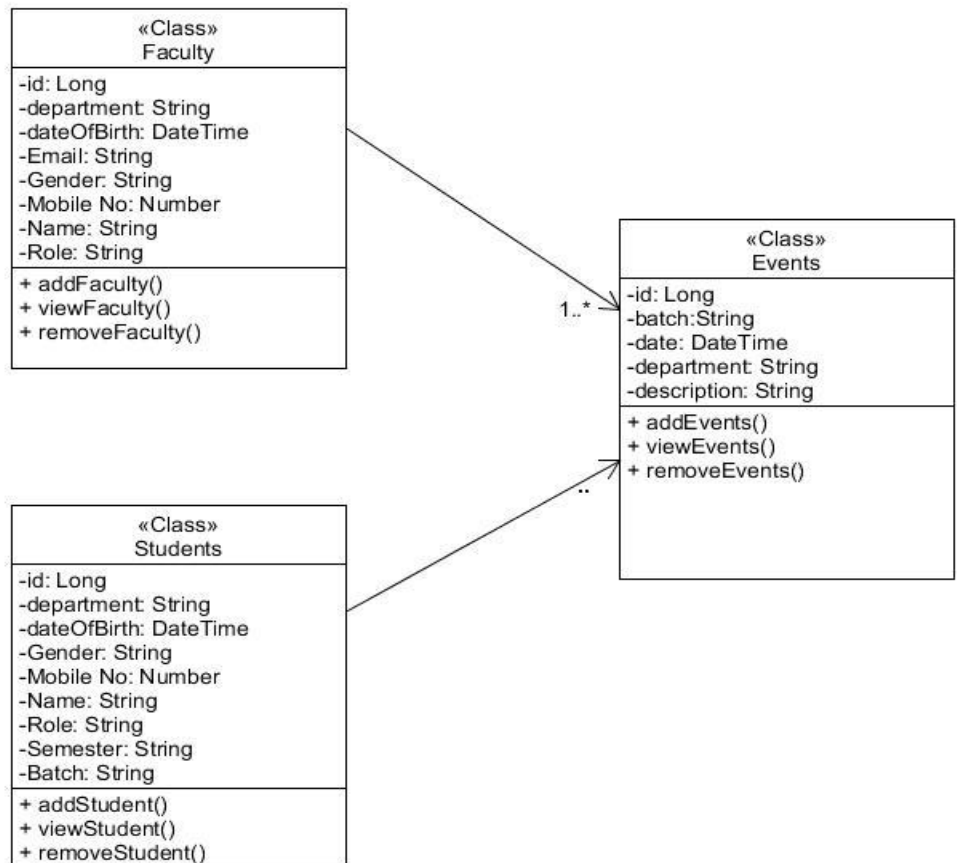 «Class»
Faculty
-id: Long
-department: String
-dateOfBirth: DateTime
-Email: String
-Gender: String
-Mobile No: Number
-Name: String
-Role: String
+ addFaculty()
+ viewFaculty()
+ removeFaculty()
1..*
«Class»
Events
-id: Long
-batch:String
-date: DateTime
-department: String
-description: String
+ addEvents()
+ viewEvents()
+ removeEvents()
..
«Class»
Students
-id: Long
-department: String
-dateOfBirth: DateTime
-Gender: String
-Mobile No: Number
-Name: String
-Role: String
-Semester: String
-Batch: String
+ addStudent()
+ viewStudent()
+ removeStudent()